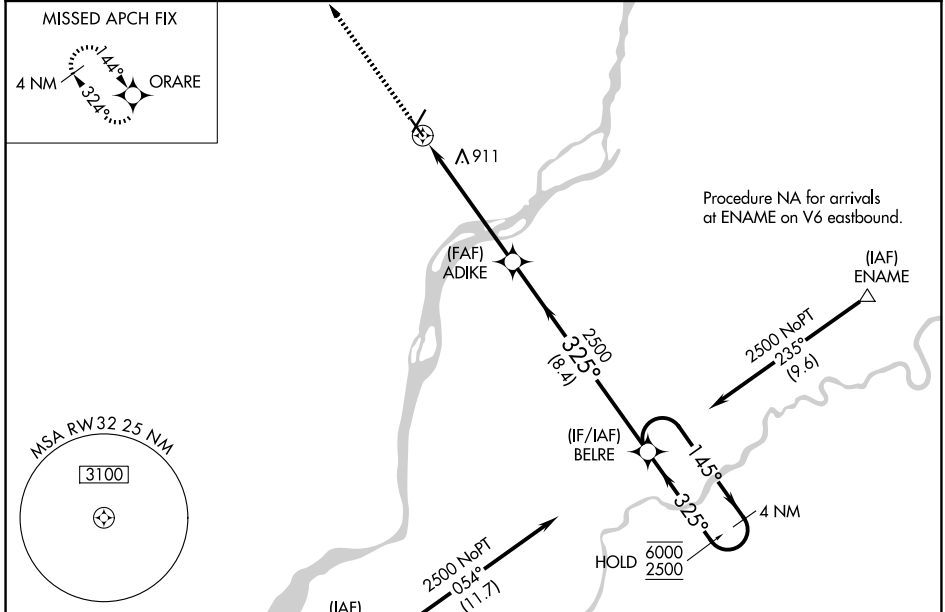 MISSED APCH FIX
4 NM
144°
324°
ORARE
911
Procedure NA for arrivals
at ENAME on V6 eastbound.
(FAF)
ADIKE
(IAF)
ENAME
2500 NoPT
235°
(9.6)
2500
325°
(8.4)
(IF/IAF)
BELRE
145°
325°
4 NM
HOLD
6000
2500
MSA RW32 25 NM
3100
2500 NoPT
054°
(11.7)
(IAF)